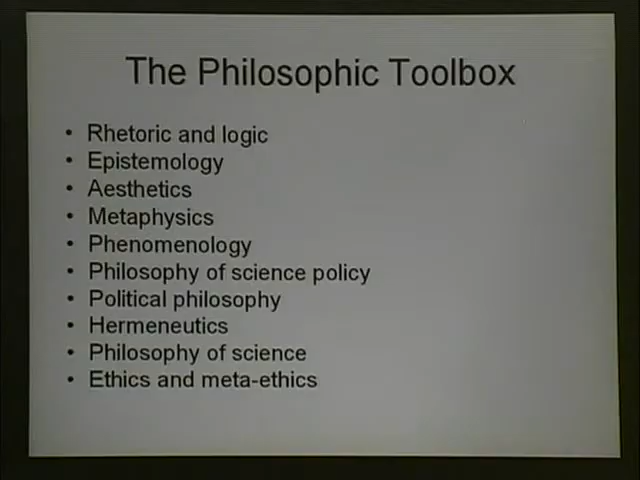 The Philosophic Toolbox
• Rhetoric and logic
• Epistemology
• Aesthetics
• Metaphysics
• Phenomenology
• Philosophy of science policy
• Political philosophy
• Hermeneutics
• Philosophy of science
• Ethics and meta-ethics